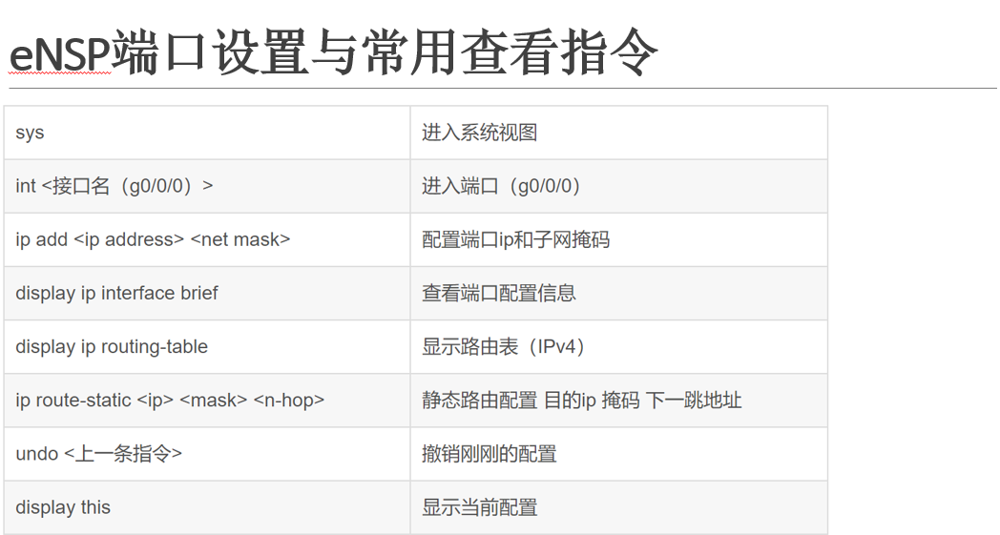 eNSP端口设置与常用查看指令
sys 进入系统视图
int <接口名（g0/0/0）> 进入端口（g0/0/0）
ip add <ip address> <net mask> 配置端口ip和子网掩码
display ip interface brief 查看端口配置信息
display ip routing-table 显示路由表（IPv4）
ip route-static <ip> <mask> <n-hop> 静态路由配置 目的ip 掩码 下一跳地址
undo <上一条指令> 撤销刚刚的配置
display this 显示当前配置